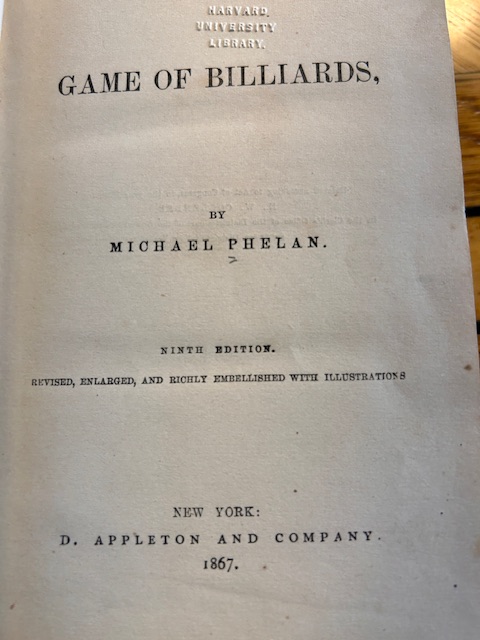 HARVARD
UNIVERSITY
LIBRARY.
GAME OF BILLIARDS,
BY
MICHAEL PHELAN.
NINTH EDITION.
REVISED, ENLARGED, AND RICHLY EMBELLISHED WITH ILLUSTRATIONS
NEW YORK:
D. APPLETON AND COMPANY.
1867.